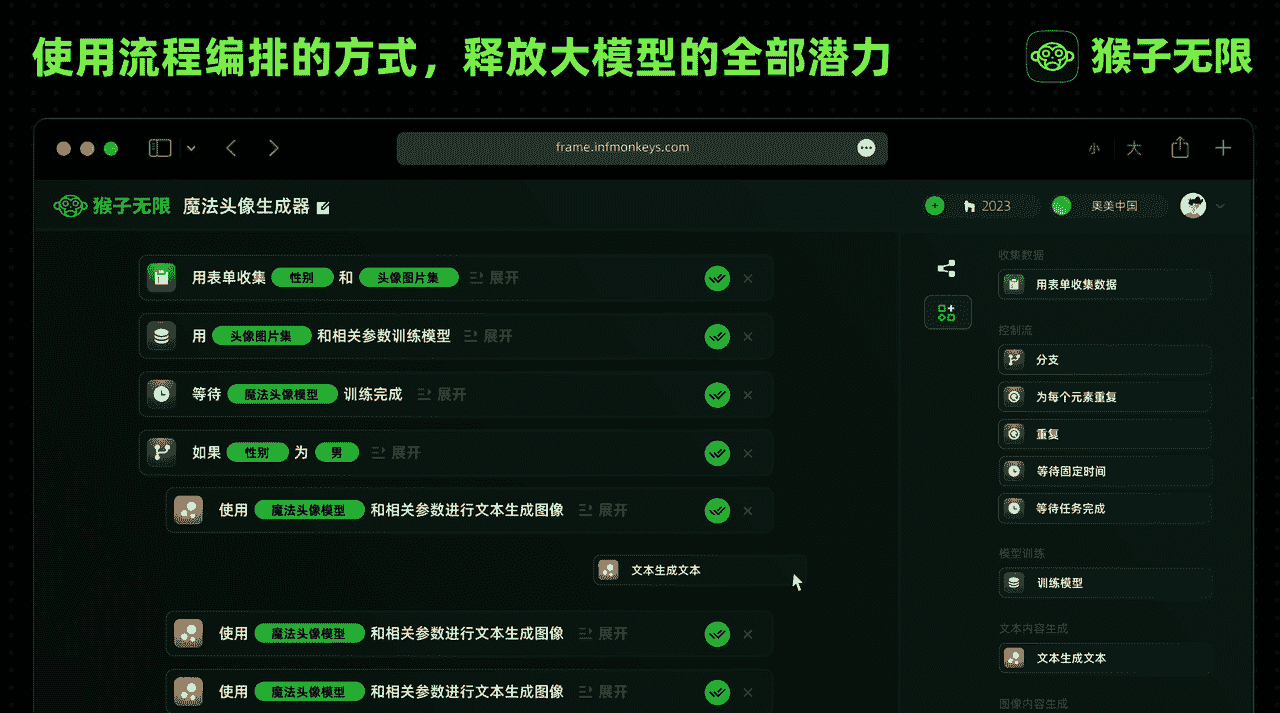 使用流程编排的方式，释放大模型的全部潜力
猴子无限
frame.infmonkeys.com
小 大
猴子无限 魔法头像生成器
2023
奥美中国
用表单收集 性别 和 头像图片集 展开
用 头像图片集 和相关参数训练模型 展开
等待 魔法头像模型 训练完成 展开
如果 性别 为 男 展开
使用 魔法头像模型 和相关参数进行文本生成图像 展开
文本生成文本
使用 魔法头像模型 和相关参数进行文本生成图像 展开
使用 魔法头像模型 和相关参数进行文本生成图像 展开
收集数据
用表单收集数据
控制流
分支
为每个元素重复
重复
等待固定时间
等待任务完成
模型训练
训练模型
文本内容生成
文本生成文本
图像内容生成